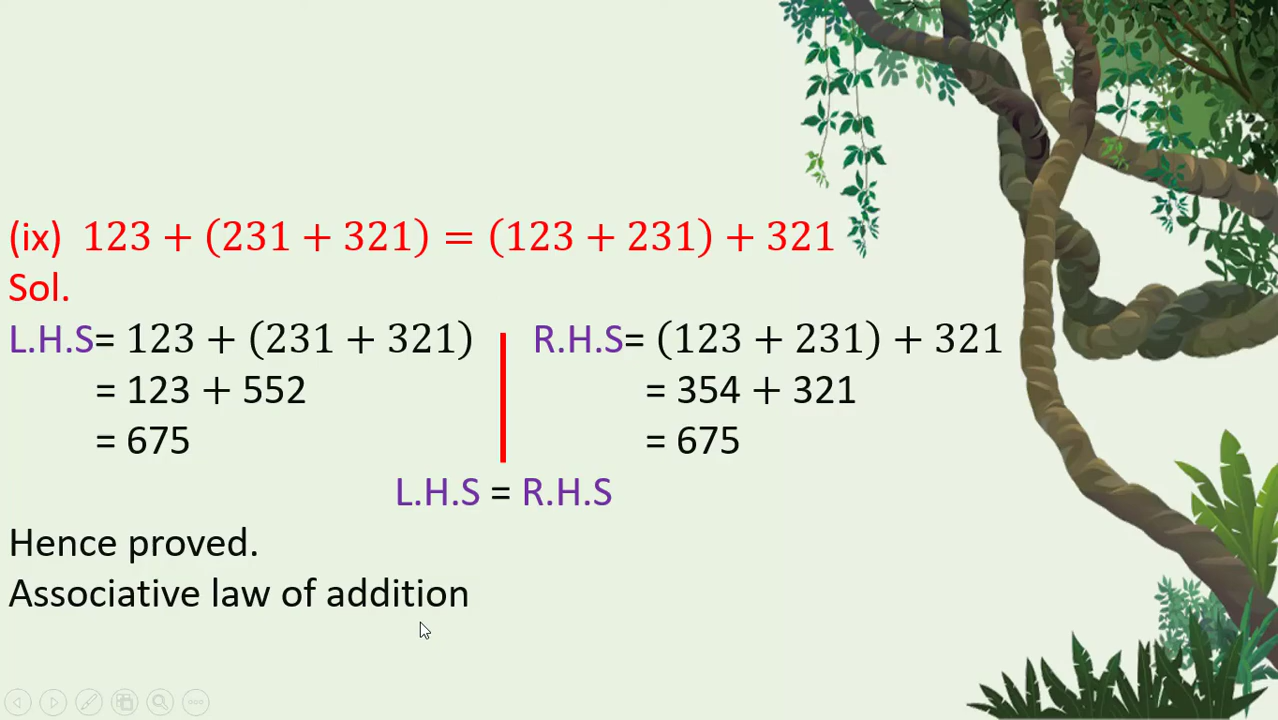 (ix) 123 + (231 + 321) = (123 + 231) + 321
Sol.
L.H.S= 123 + (231 + 321)
= 123 + 552
= 675
R.H.S= (123 + 231) + 321
= 354 + 321
= 675
L.H.S = R.H.S
Hence proved.
Associative law of addition